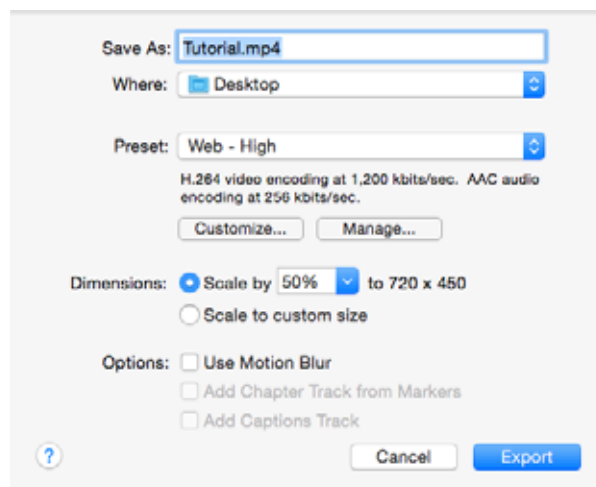 Save As: Tutorial.mp4
Where: Desktop
Preset: Web - High
H.264 video encoding at 1,200 kbits/sec. AAC audio
encoding at 256 kbits/sec.
Customize... Manage...
Dimensions: Scale by 50% to 720 x 450
Scale to custom size
Options: Use Motion Blur
Add Chapter Track from Markers
Add Captions Track
? Cancel Export